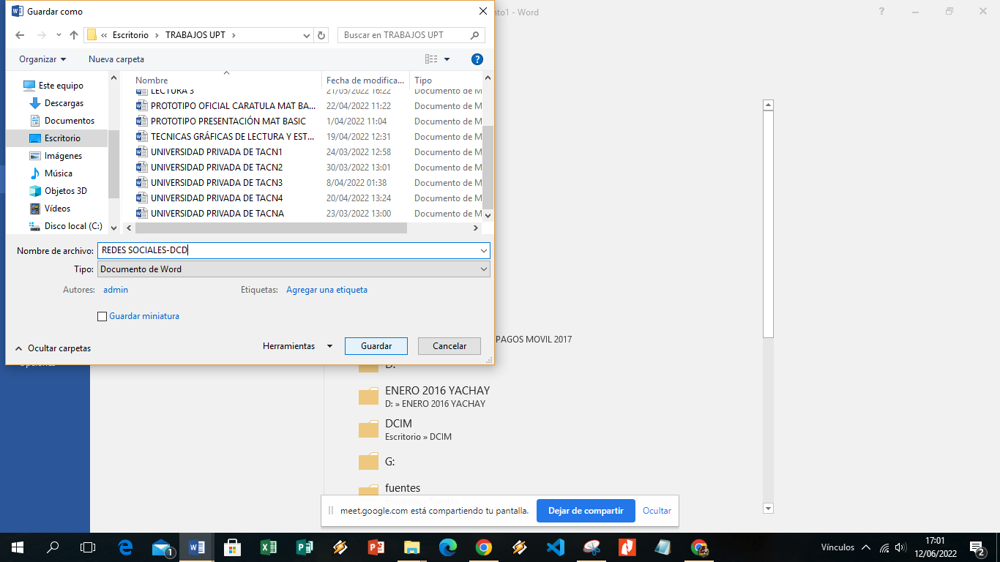 Guardar como
nto1 - Word
« Escritorio › TRABAJOS UPT ›
Buscar en TRABAJOS UPT
Organizar
Nueva carpeta
Este equipo
Descargas
Documentos
Escritorio
Imágenes
Música
Objetos 3D
Vídeos
Disco local (C:)
Nombre Fecha de modifica... Tipo
LECTURA 3 21/05/2022 16:22 Documento de M
PROTOTIPO OFICIAL CARATULA MAT BA... 22/04/2022 11:22 Documento de M
PROTOTIPO PRESENTACIÓN MAT BASIC 1/04/2022 11:04 Documento de M
TECNICAS GRÁFICAS DE LECTURA Y EST... 19/04/2022 12:31 Documento de M
UNIVERSIDAD PRIVADA DE TACN1 24/03/2022 12:58 Documento de M
UNIVERSIDAD PRIVADA DE TACN2 30/03/2022 13:01 Documento de M
UNIVERSIDAD PRIVADA DE TACN3 8/04/2022 01:38 Documento de M
UNIVERSIDAD PRIVADA DE TACN4 20/04/2022 13:24 Documento de M
UNIVERSIDAD PRIVADA DE TACNA 23/03/2022 13:00 Documento de M
Nombre de archivo: REDES SOCIALES-DCD
Tipo: Documento de Word
Autores: admin
Etiquetas: Agregar una etiqueta
Guardar miniatura
Ocultar carpetas
Herramientas
Guardar
Cancelar
Opciones
PAGOS MOVIL 2017
D:
ENERO 2016 YACHAY
D: » ENERO 2016 YACHAY
DCIM
Escritorio » DCIM
G:
fuentes
meet.google.com está compartiendo tu pantalla.
Dejar de compartir
Ocultar
1
Vínculos
17:01
12/06/2022
2